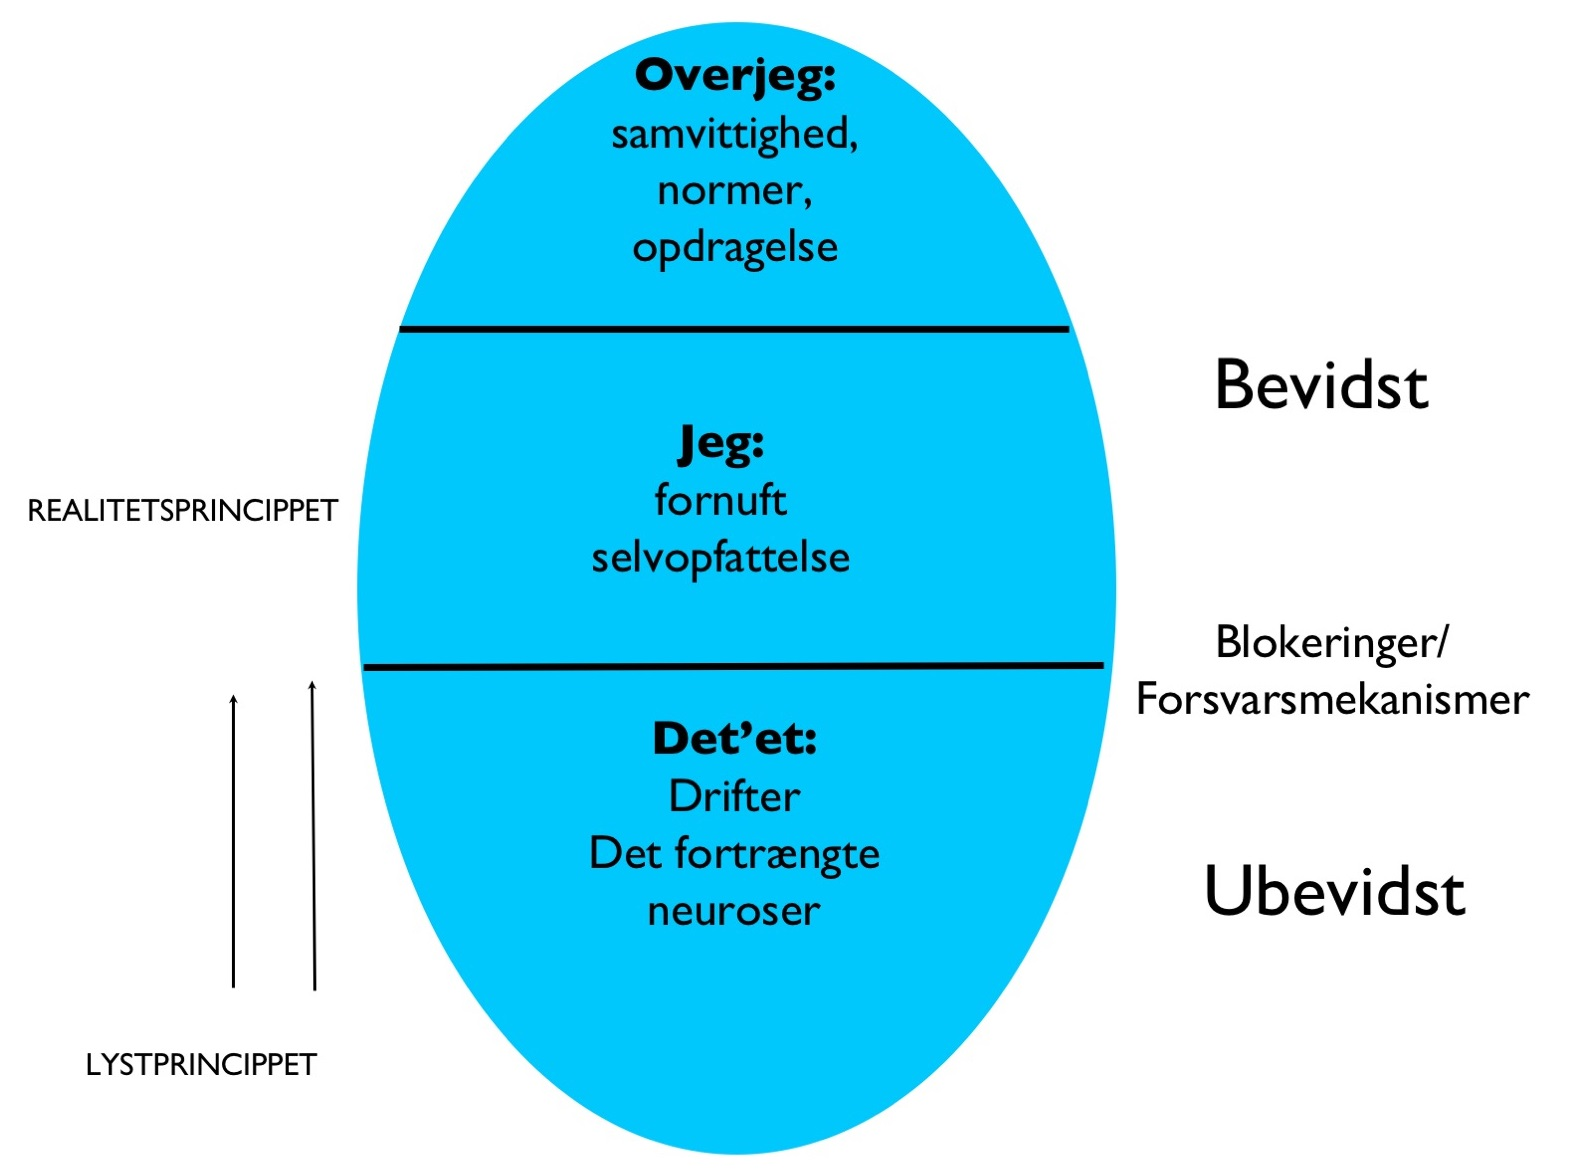 Overjeg:
samvittighed,
normer,
opdragelse
Bevidst
Jeg:
fornuft
selvopfattelse
REALITETSPRINCIPPET
Blokeringer/
Forsvarsmekanismer
Det’et:
Drifter
Det fortrængte
neuroser
Ubevidst
LYSTPRINCIPPET